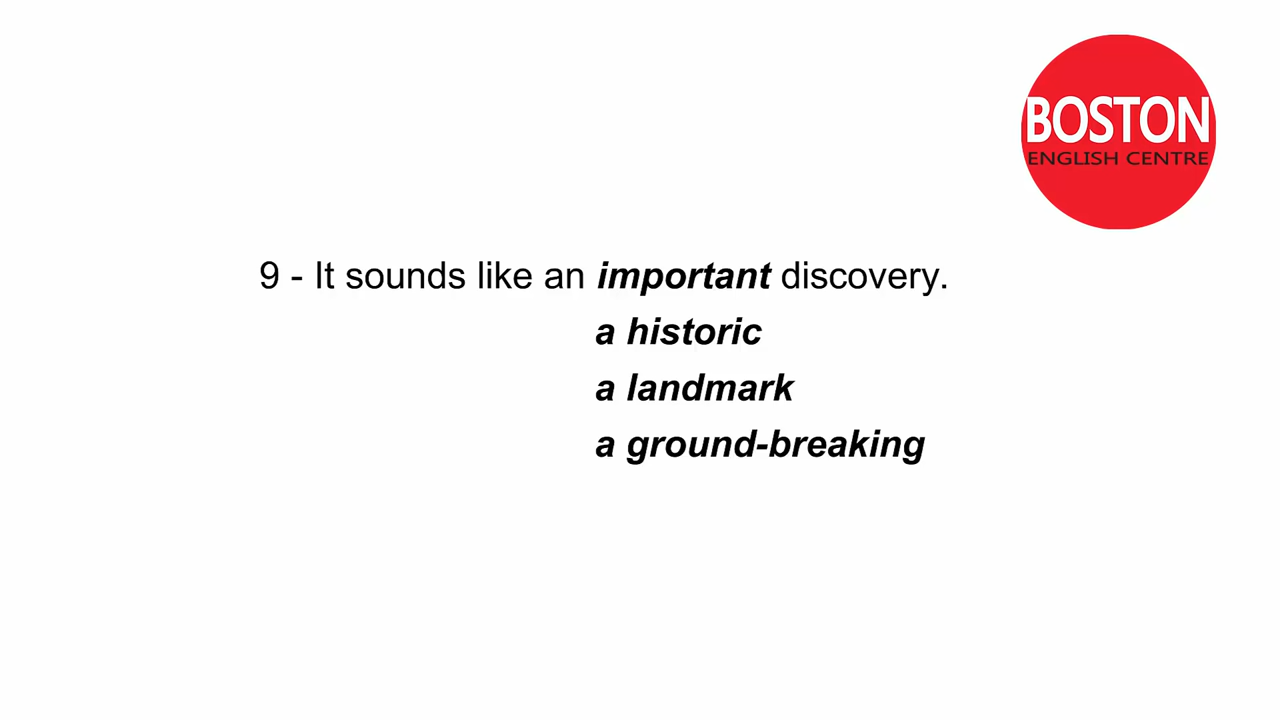 BOSTON
ENGLISH CENTRE
9 - It sounds like an important discovery.
a historic
a landmark
a ground-breaking